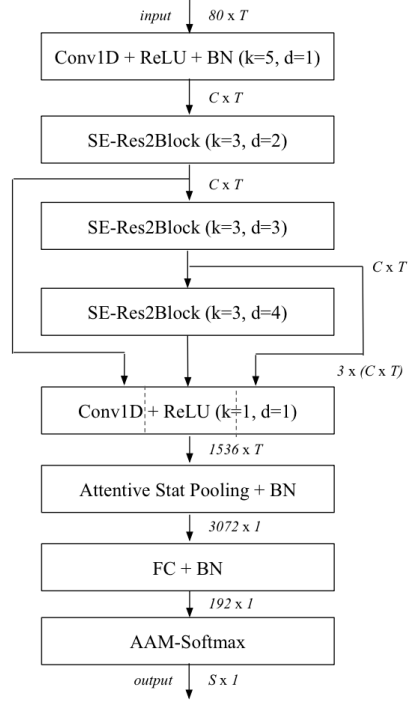 input 80 x T
Conv1D + ReLU + BN (k=5, d=1)
C x T
SE-Res2Block (k=3, d=2)
C x T
SE-Res2Block (k=3, d=3)
C x T
SE-Res2Block (k=3, d=4)
3 x (C x T)
Conv1D + ReLU (k=1, d=1)
1536 x T
Attentive Stat Pooling + BN
3072 x 1
FC + BN
192 x 1
AAM-Softmax
output S x 1